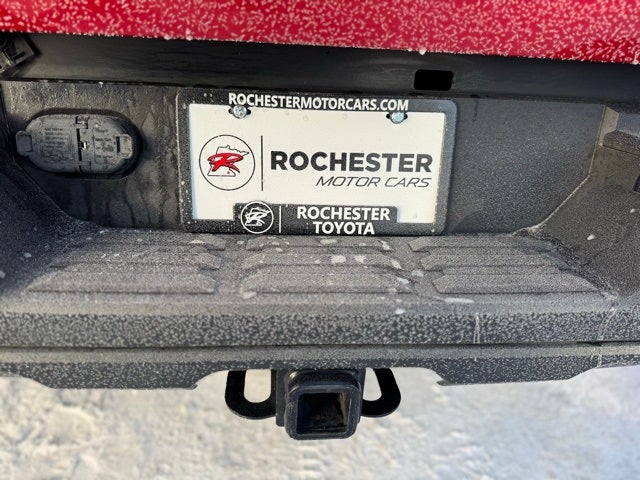 ROCHESTERMOTORCARS.COM
R
ROCHESTER
MOTOR CARS
R
ROCHESTER
TOYOTA